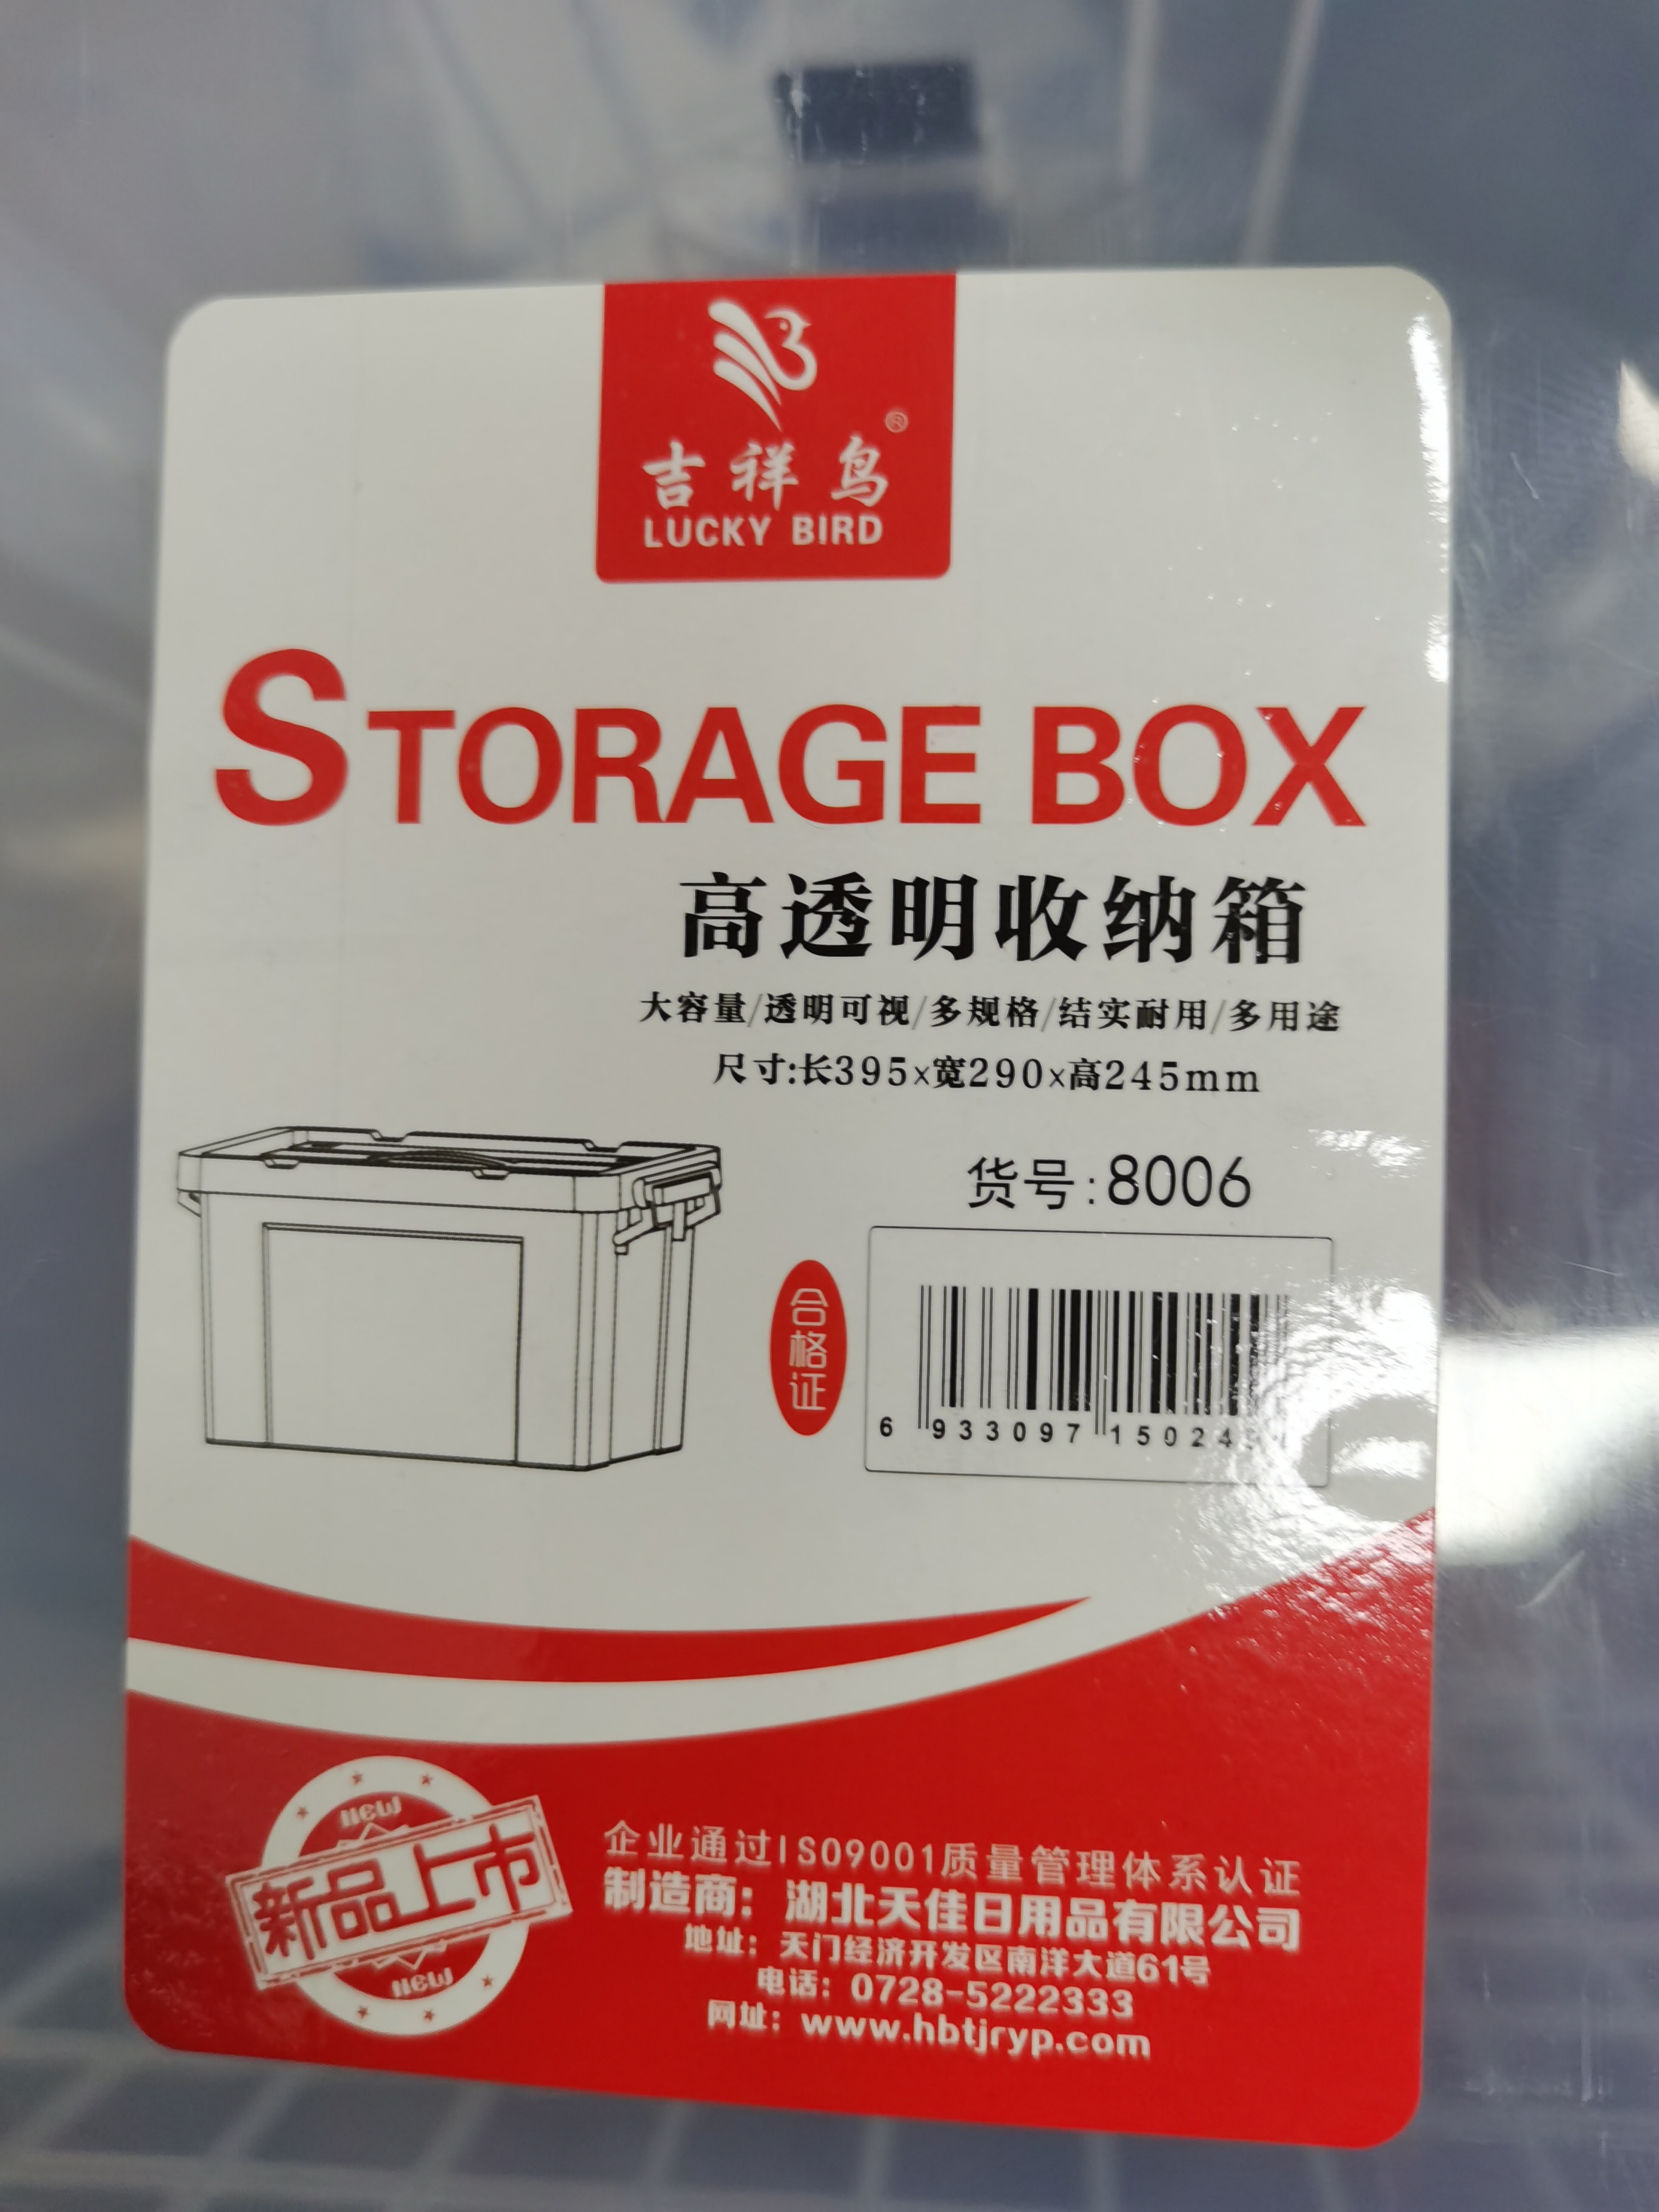 吉祥鸟®
LUCKY BIRD
STORAGE BOX
高透明收纳箱
大容量/透明可视/多规格/结实耐用/多用途
尺寸:长395×宽290×高245mm
货号:8006
合格证
6 933097 15024
new
新品上市
new
企业通过ISO9001质量管理体系认证
制造商：湖北天佳日用品有限公司
地址：天门经济开发区南洋大道61号
电话：0728-5222333
网址：www.hbtjryp.com